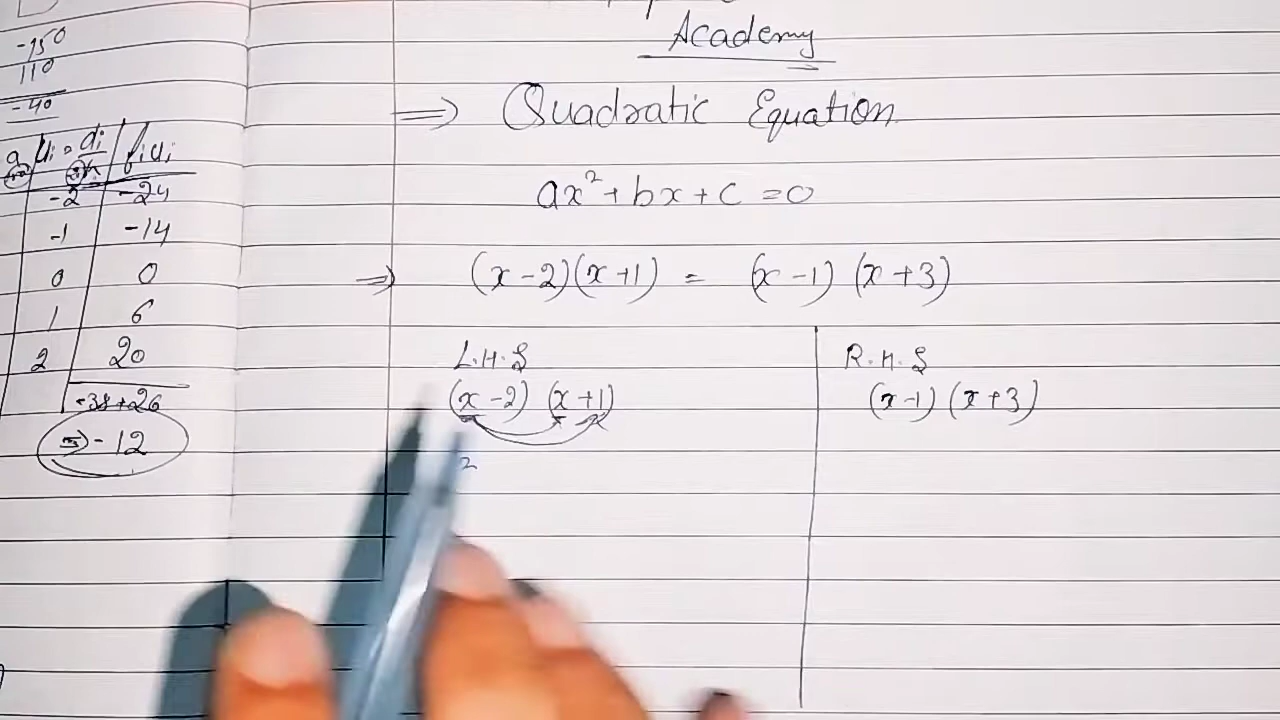 -150
110
-40
ui = di/h | fiui
-2 | -24
-1 | -14
0 | 0
1 | 6
2 | 20
-38+26
⇒ -12
Academy
⇒ Quadratic Equation
ax² + bx + c = 0
⇒ (x - 2)(x + 1) = (x - 1) (x + 3)
L.H.S
(x - 2) (x + 1)
2
R.H.S
(x - 1) (x + 3)